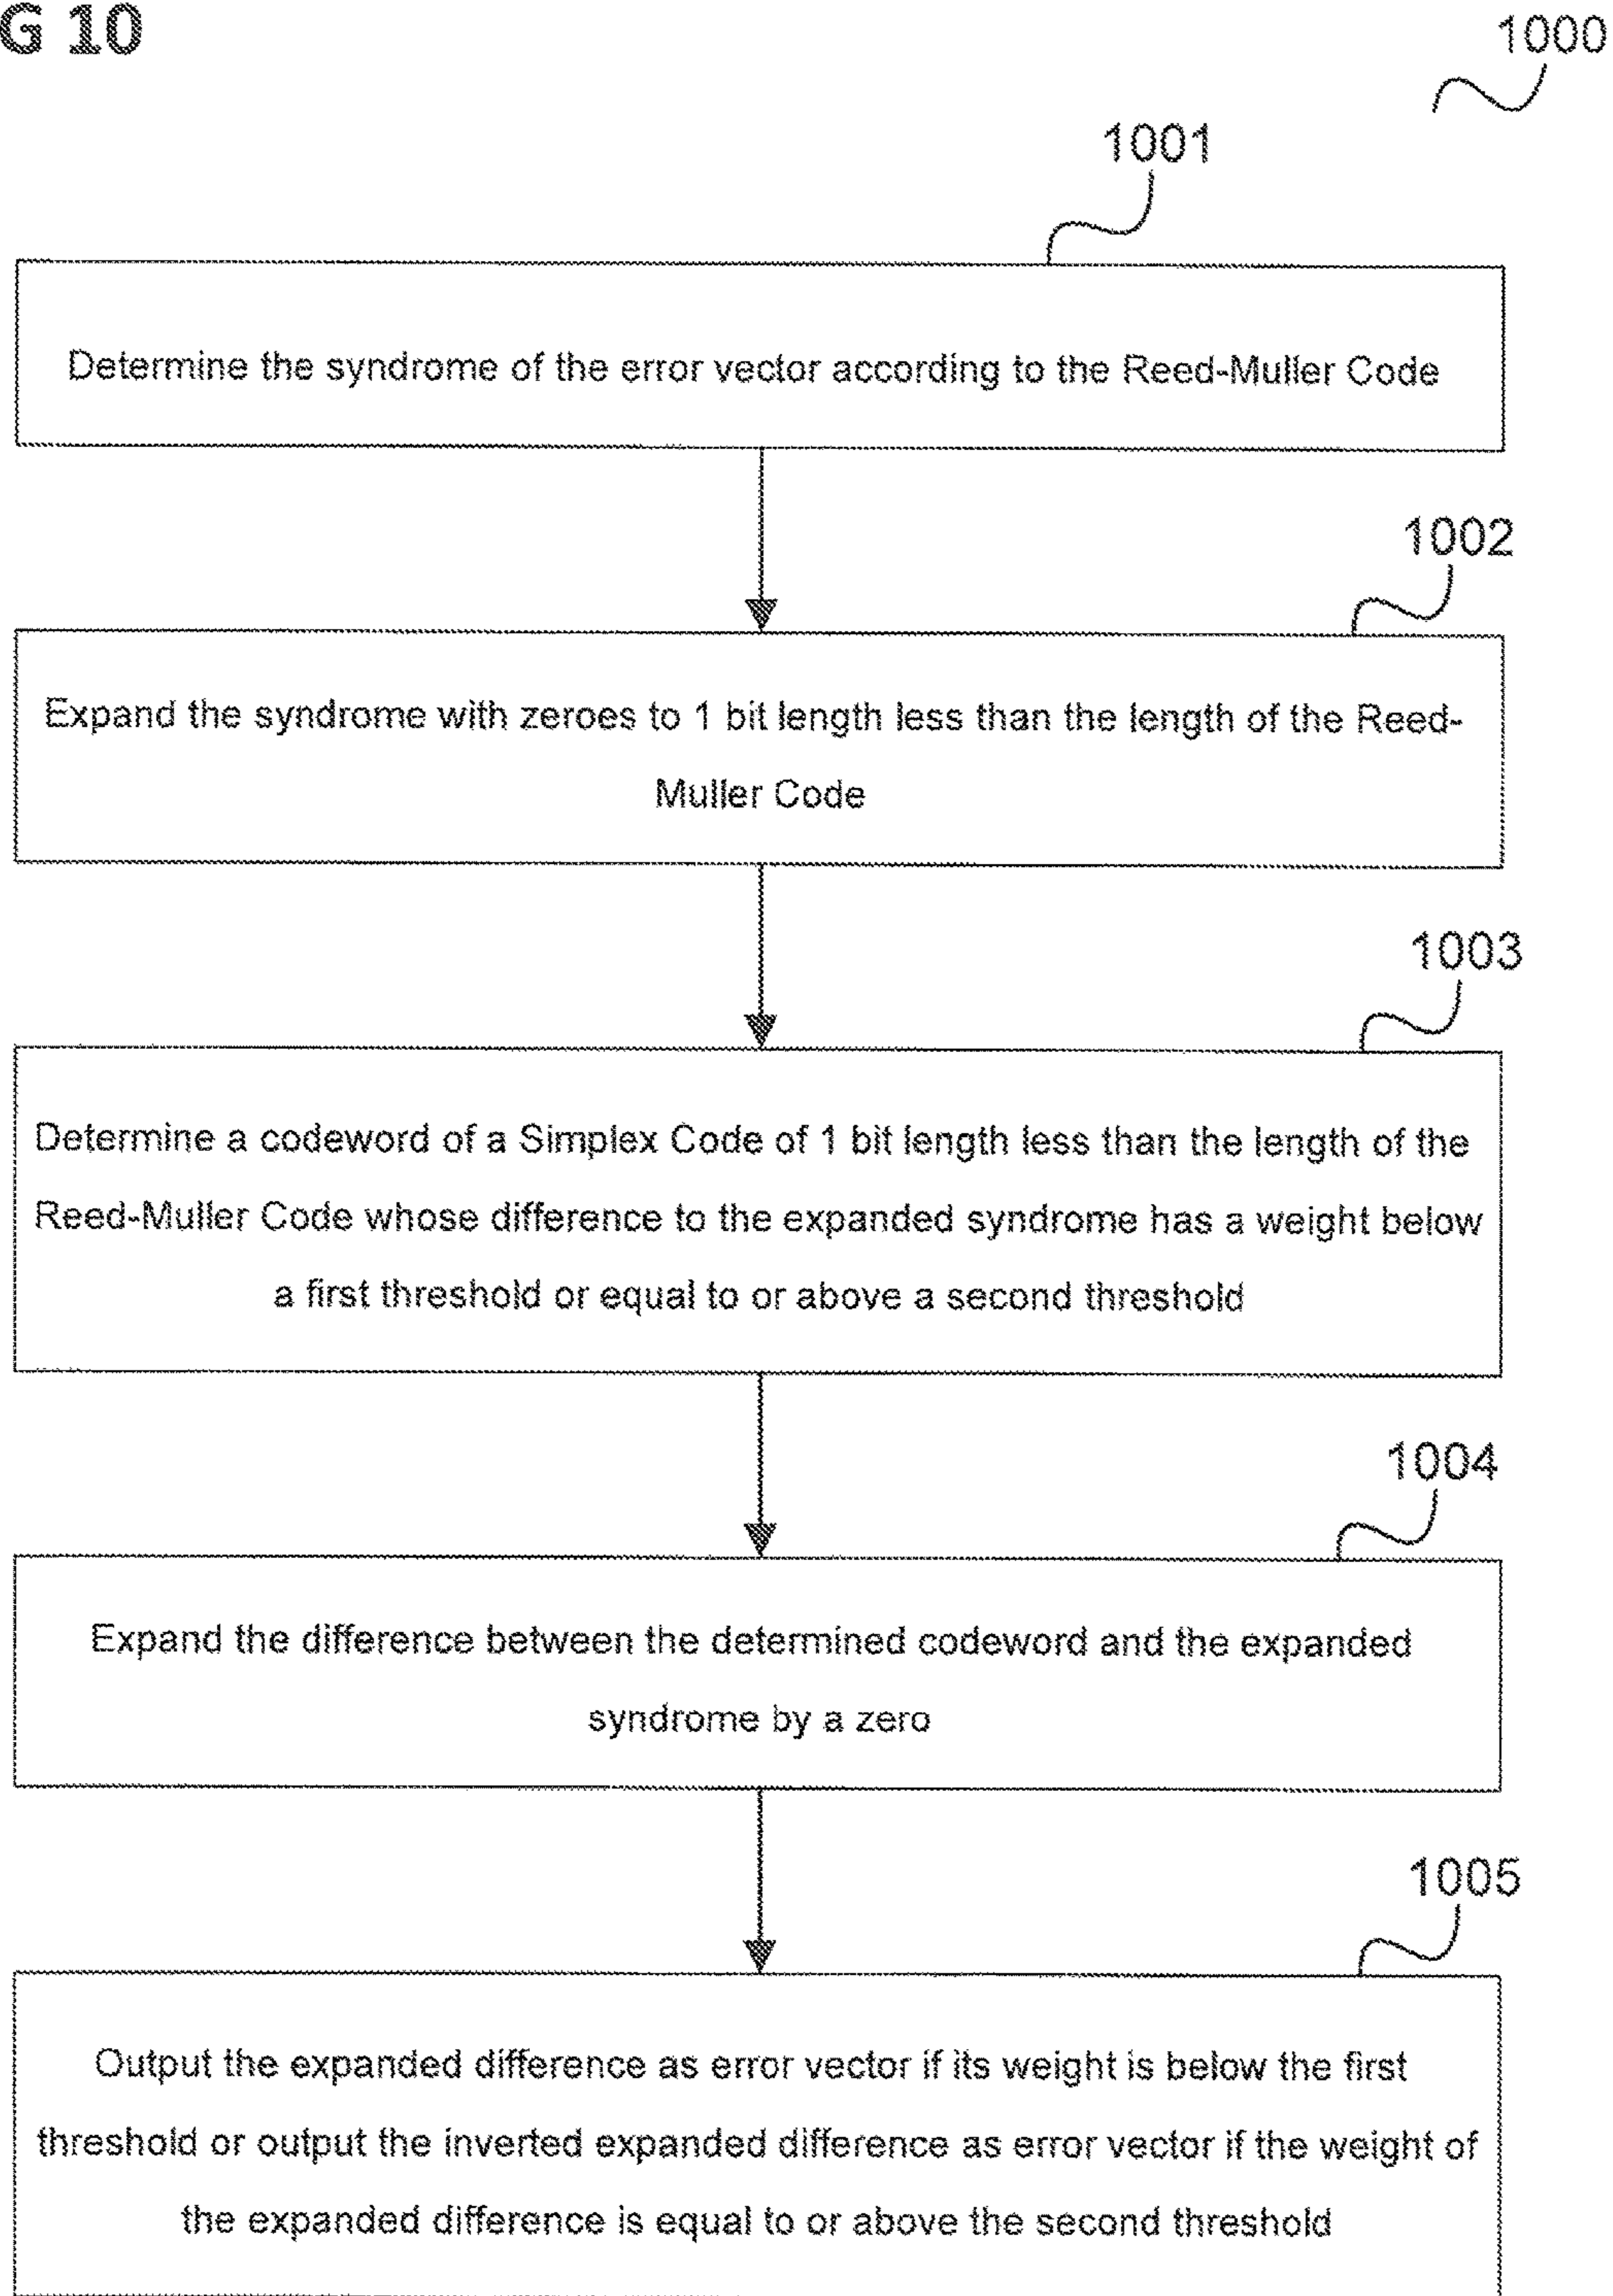 G 10
1000
1001
Determine the syndrome of the error vector according to the Reed-Muller Code
1002
Expand the syndrome with zeroes to 1 bit length less than the length of the Reed-
Muller Code
1003
Determine a codeword of a Simplex Code of 1 bit length less than the length of the
Reed-Muller Code whose difference to the expanded syndrome has a weight below
a first threshold or equal to or above a second threshold
1004
Expand the difference between the determined codeword and the expanded
syndrome by a zero
1005
Output the expanded difference as error vector if its weight is below the first
threshold or output the inverted expanded difference as error vector if the weight of
the expanded difference is equal to or above the second threshold